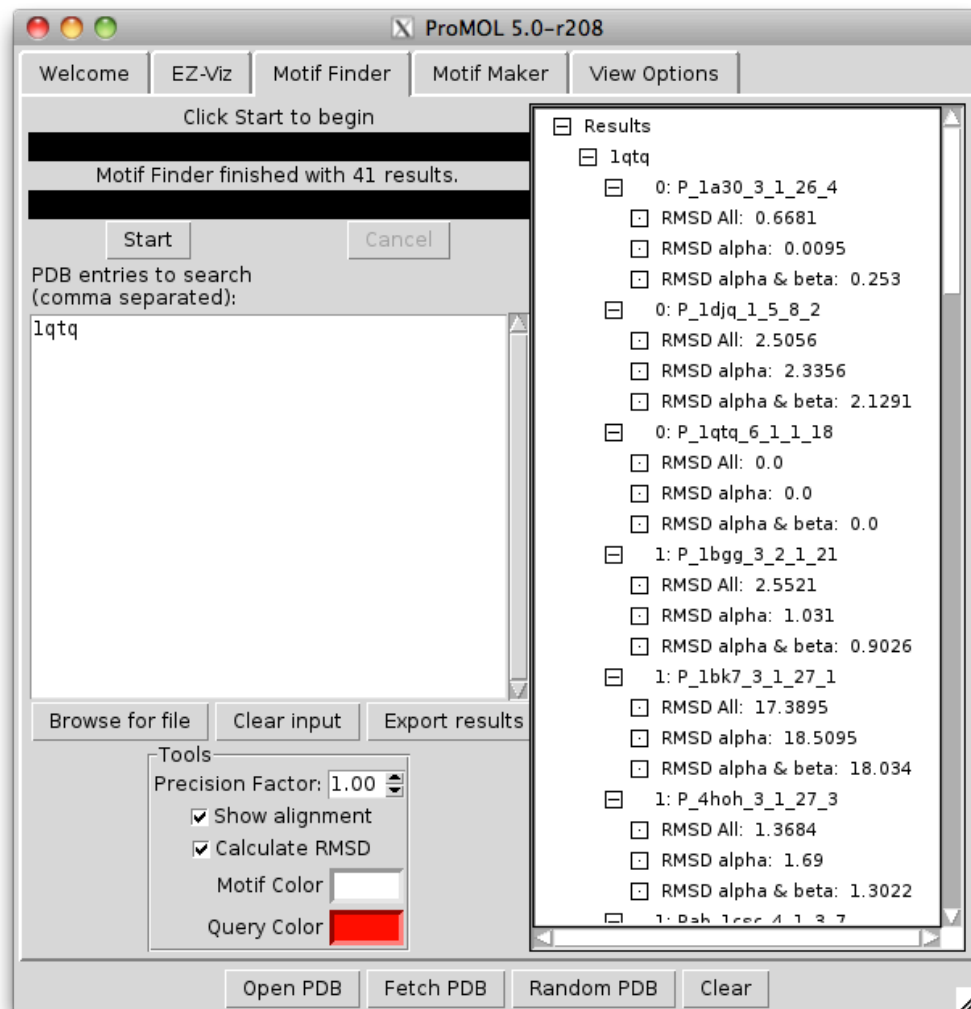 ProMOL 5.0-r208
Welcome
EZ-Viz
Motif Finder
Motif Maker
View Options
Click Start to begin
Motif Finder finished with 41 results.
Start
Cancel
PDB entries to search
(comma separated):
1qtq
Browse for file
Clear input
Export results
Tools
Precision Factor: 1.00
Show alignment
Calculate RMSD
Motif Color
Query Color
Results
1qtq
0: P_1a30_3_1_26_4
RMSD All: 0.6681
RMSD alpha: 0.0095
RMSD alpha & beta: 0.253
0: P_1djq_1_5_8_2
RMSD All: 2.5056
RMSD alpha: 2.3356
RMSD alpha & beta: 2.1291
0: P_1qtq_6_1_1_18
RMSD All: 0.0
RMSD alpha: 0.0
RMSD alpha & beta: 0.0
1: P_1bgg_3_2_1_21
RMSD All: 2.5521
RMSD alpha: 1.031
RMSD alpha & beta: 0.9026
1: P_1bk7_3_1_27_1
RMSD All: 17.3895
RMSD alpha: 18.5095
RMSD alpha & beta: 18.034
1: P_4hoh_3_1_27_3
RMSD All: 1.3684
RMSD alpha: 1.69
RMSD alpha & beta: 1.3022
1: Pab_1csc_4_1_3_7
Open PDB
Fetch PDB
Random PDB
Clear